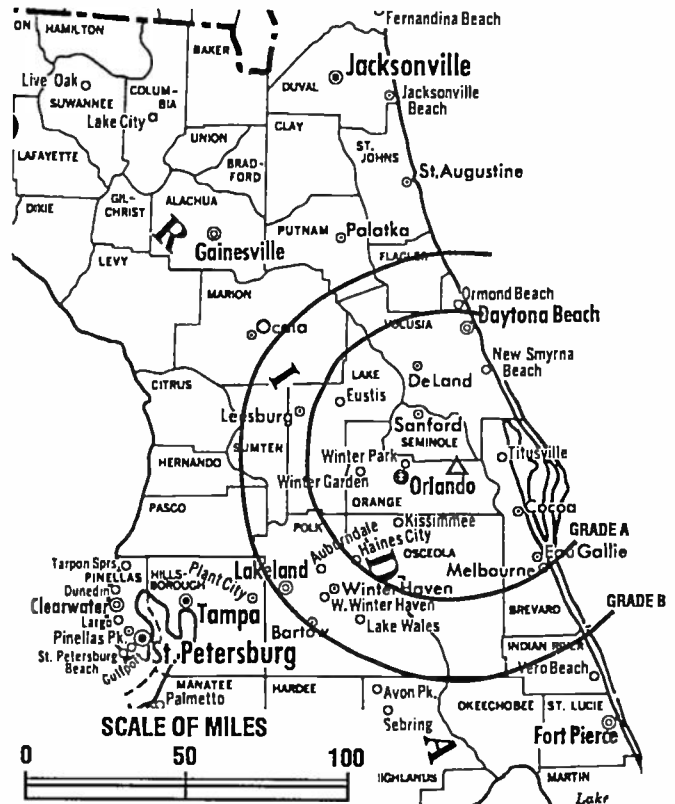 Fernandina Beach
ON
HAMILTON
BAKER
Jacksonville
Live Oak
SUWANNEE
COLUM-
BIA
DUVAL
Jacksonville
Beach
Lake City
UNION
CLAY
ST.
JOHNS
LAFAYETTE
BRAD-
FORD
St. Augustine
DIXIE
GIL-
CHRIST
ALACHUA
R
Gainesville
PUTNAM
Palatka
FLAGLER
LEVY
MARION
Ormond Beach
Daytona Beach
Ocala
VOLUSIA
New Smyrna
Beach
CITRUS
I
LAKE
DeLand
Eustis
Leesburg
Sanford
SEMINOLE
SUMTER
HERNANDO
Winter Park
Titusville
Winter Garden
Orlando
PASCO
ORANGE
Cocoa
POLK
Kissimmee
GRADE A
Auburndale
Haines City
OSCEOLA
Eau Gallie
Tarpon Sprs.
PINELLAS
HILLS-
BOROUGH
Plant City
Lakeland
D
Melbourne
Dunedin
Clearwater
Winter Haven
GRADE B
Largo
Tampa
W. Winter Haven
BREVARD
Pinellas Pk.
Bartow
Lake Wales
St. Petersburg
INDIAN RIVER
St. Petersburg
Beach
Gulfport
Vero Beach
MANATEE
HARDEE
Palmetto
Avon Pk.
OKEECHOBEE
ST. LUCIE
Sebring
SCALE OF MILES
Fort Pierce
A
0 50 100
HIGHLANDS
MARTIN
Lake